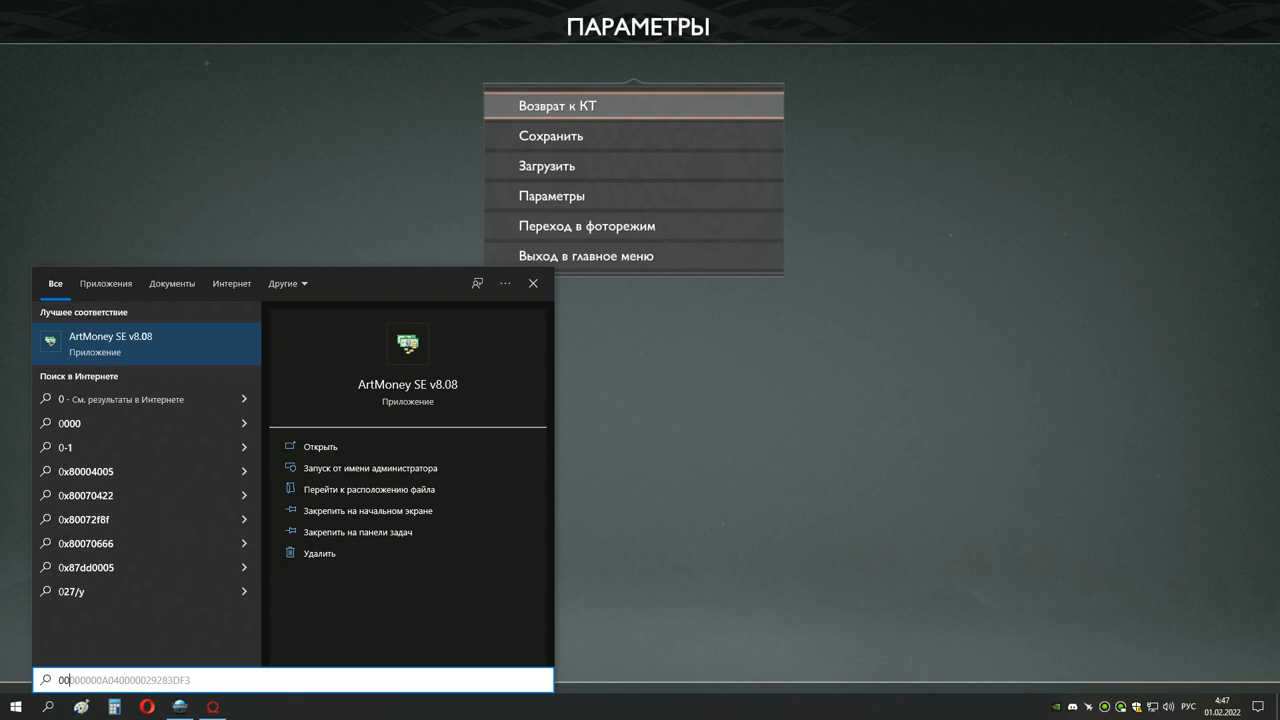 ПАРАМЕТРЫ
Возврат к КТ
Сохранить
Загрузить
Параметры
Переход в фоторежим
Выход в главное меню
Все Приложения Документы Интернет Другие
Лучшее соответствие
ArtMoney SE v8.08
Приложение
Поиск в Интернете
0 - См. результаты в Интернете
0000
0-1
0x80004005
0x80070422
0x80072f8f
0x80070666
0x87dd0005
027/у
ArtMoney SE v8.08
Приложение
Открыть
Запуск от имени администратора
Перейти к расположению файла
Закрепить на начальном экране
Закрепить на панели задач
Удалить
00000000A040000029283DF3
РУС
4:47
01.02.2022